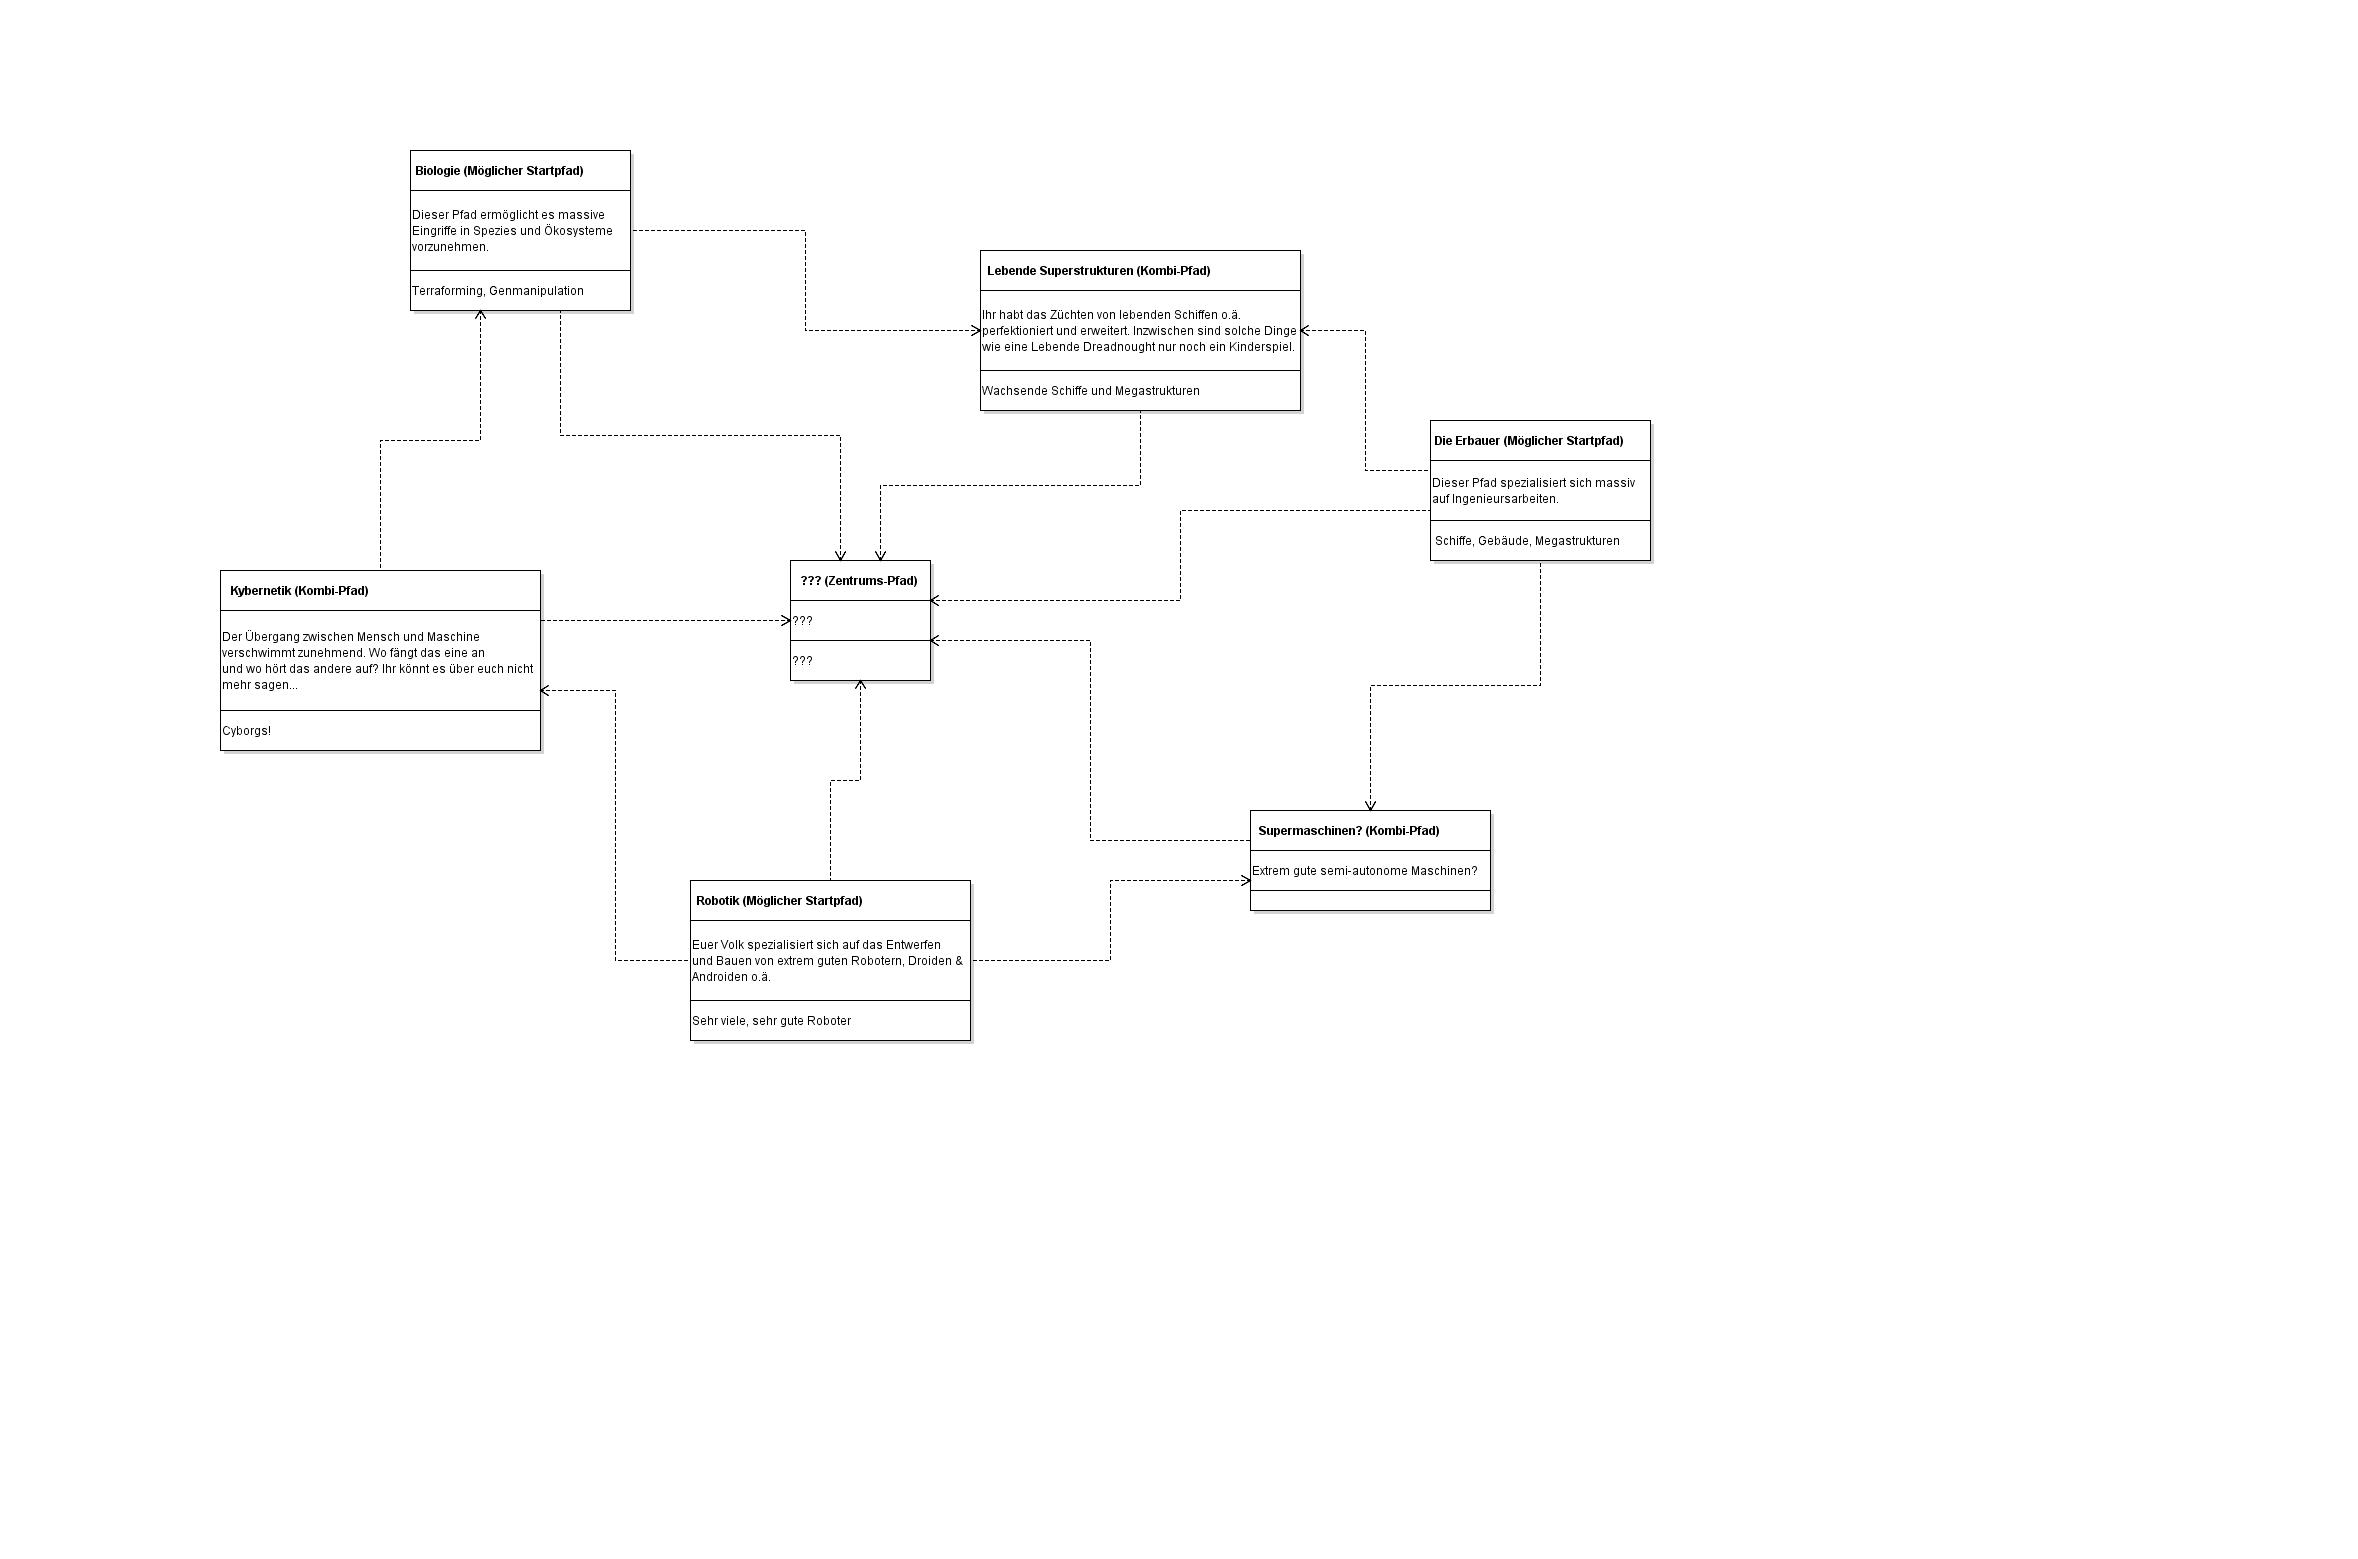 Biologie (Möglicher Startpfad)
Dieser Pfad ermöglicht es massive
Eingriffe in Spezies und Ökosysteme
vorzunehmen.
Terraforming, Genmanipulation
Lebende Superstrukturen (Kombi-Pfad)
Ihr habt das Züchten von lebenden Schiffen o.ä.
perfektioniert und erweitert. Inzwischen sind solche Dinge
wie eine Lebende Dreadnought nur noch ein Kinderspiel.
Wachsende Schiffe und Megastrukturen
Die Erbauer (Möglicher Startpfad)
Dieser Pfad spezialisiert sich massiv
auf Ingenieursarbeiten.
Schiffe, Gebäude, Megastrukturen
Kybernetik (Kombi-Pfad)
Der Übergang zwischen Mensch und Maschine
verschwimmt zunehmend. Wo fängt das eine an
und wo hört das andere auf? Ihr könnt es über euch nicht
mehr sagen...
Cyborgs!
??? (Zentrums-Pfad)
???
???
Supermaschinen? (Kombi-Pfad)
Extrem gute semi-autonome Maschinen?
Robotik (Möglicher Startpfad)
Euer Volk spezialisiert sich auf das Entwerfen
und Bauen von extrem guten Robotern, Droiden &
Androiden o.ä.
Sehr viele, sehr gute Roboter